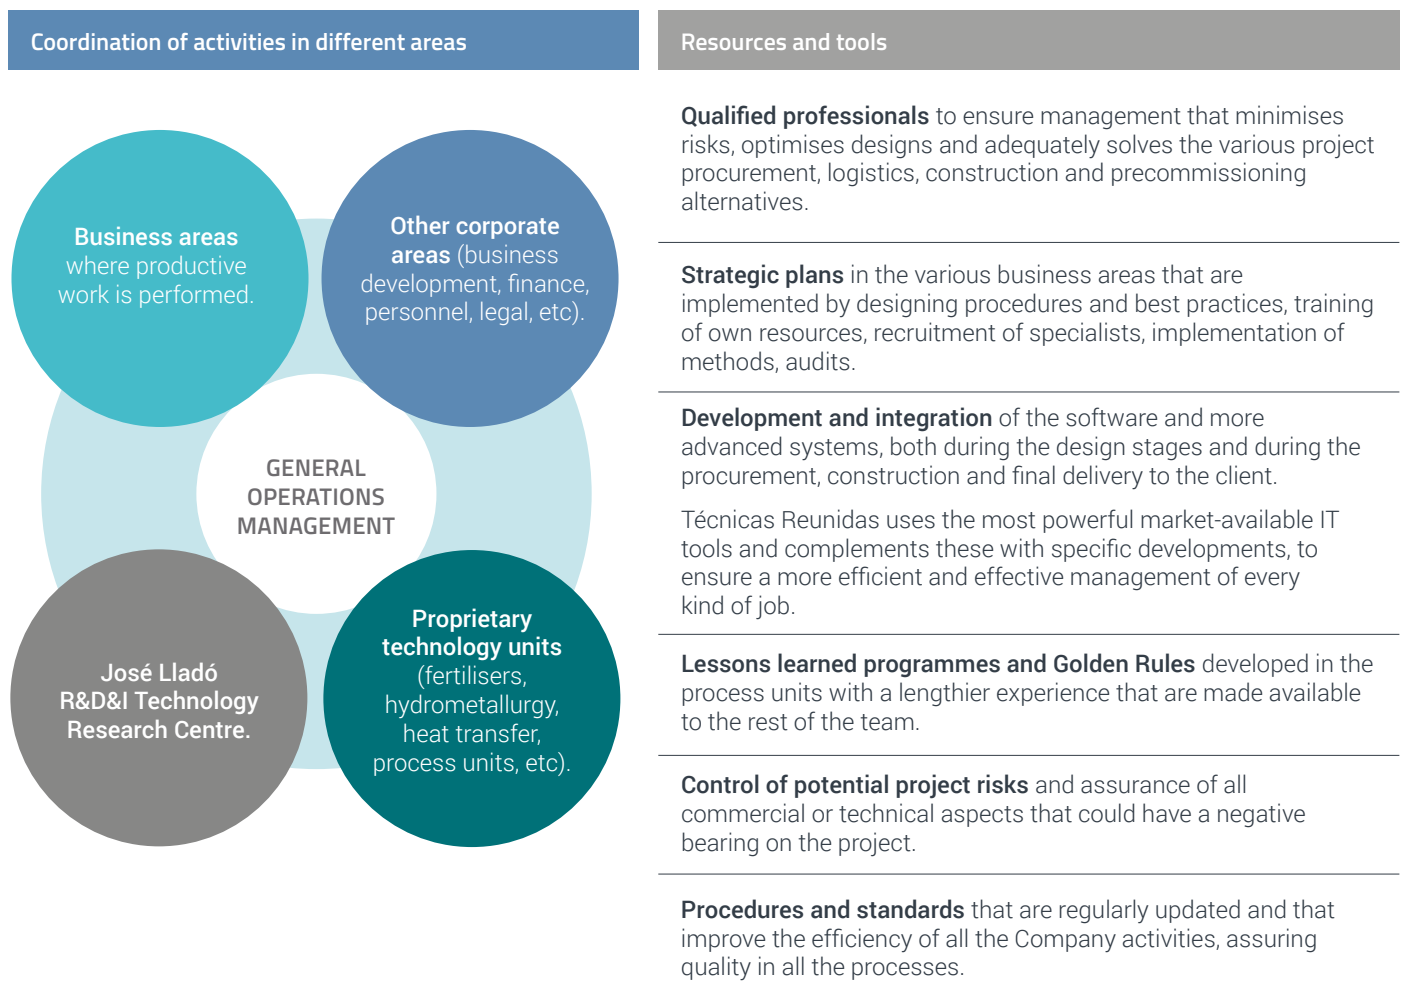 Coordination of activities in different areas
Business areas
where productive
work is performed.
Other corporate
areas (business
development, finance,
personnel, legal, etc).
GENERAL
OPERATIONS
MANAGEMENT
José Lladó
R&D&I Technology
Research Centre.
Proprietary
technology units
(fertilisers,
hydrometallurgy,
heat transfer,
process units, etc).
Resources and tools
Qualified professionals to ensure management that minimises
risks, optimises designs and adequately solves the various project
procurement, logistics, construction and precommissioning
alternatives.
Strategic plans in the various business areas that are
implemented by designing procedures and best practices, training
of own resources, recruitment of specialists, implementation of
methods, audits.
Development and integration of the software and more
advanced systems, both during the design stages and during the
procurement, construction and final delivery to the client.
Técnicas Reunidas uses the most powerful market-available IT
tools and complements these with specific developments, to
ensure a more efficient and effective management of every
kind of job.
Lessons learned programmes and Golden Rules developed in the
process units with a lengthier experience that are made available
to the rest of the team.
Control of potential project risks and assurance of all
commercial or technical aspects that could have a negative
bearing on the project.
Procedures and standards that are regularly updated and that
improve the efficiency of all the Company activities, assuring
quality in all the processes.